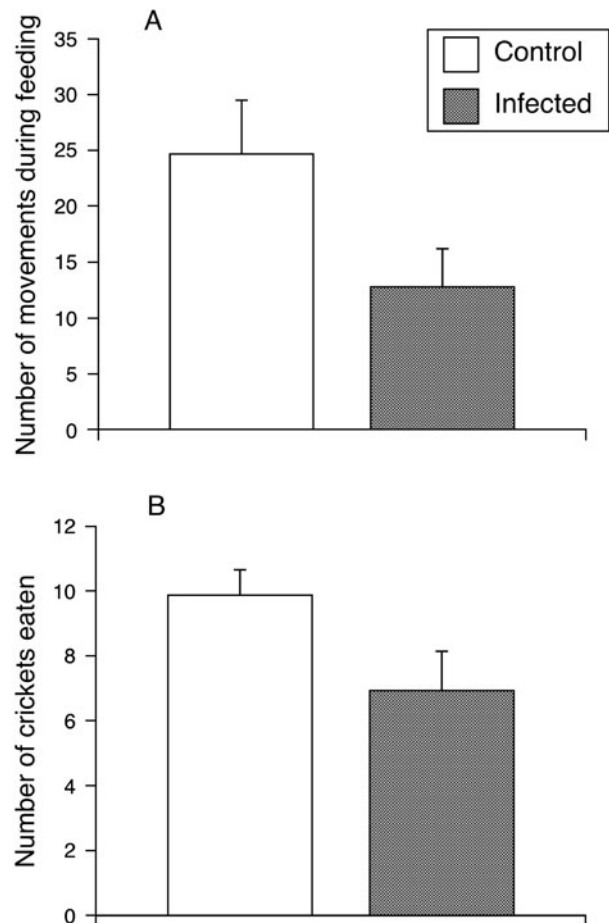 A
Number of movements during feeding
35
30
25
20
15
10
5
0
Control
Infected
B
Number of crickets eaten
12
10
8
6
4
2
0